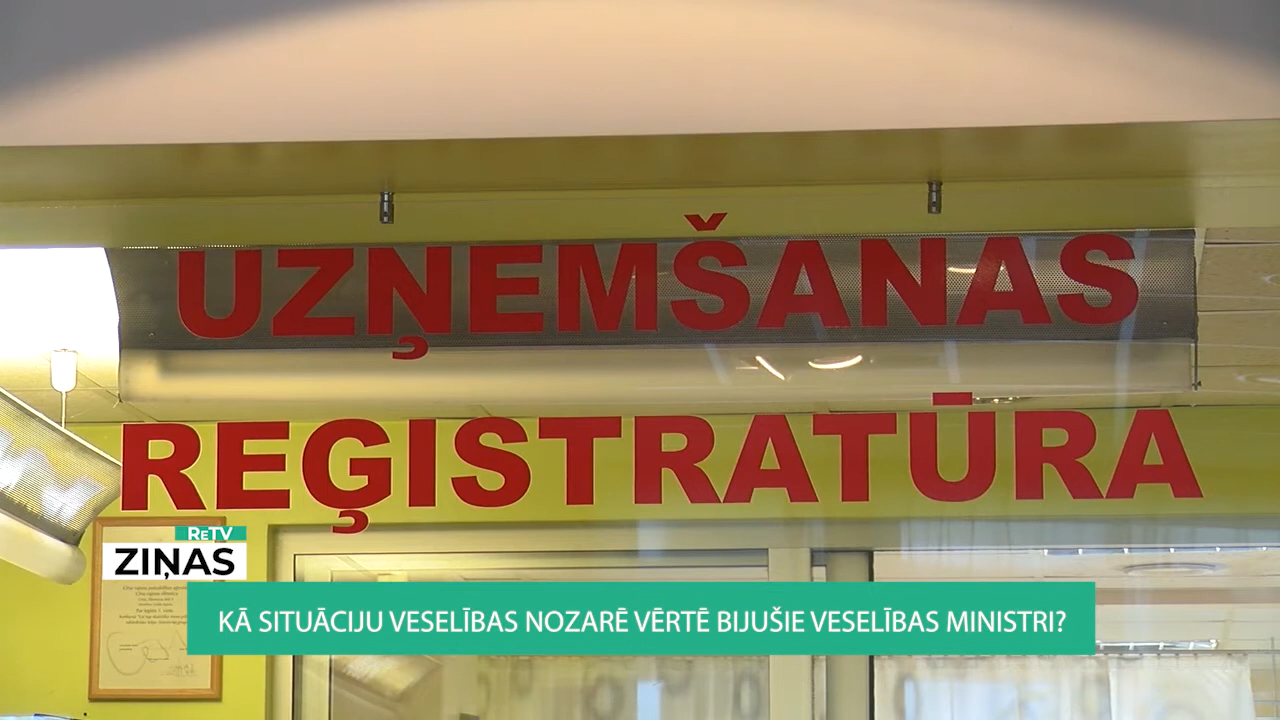 UZŅEMŠANAS
REĢISTRATŪRA
RETV
ZIŅAS
KĀ SITUĀCIJU VESELĪBAS NOZARĒ VĒRTĒ BIJUŠIE VESELĪBAS MINISTRI?